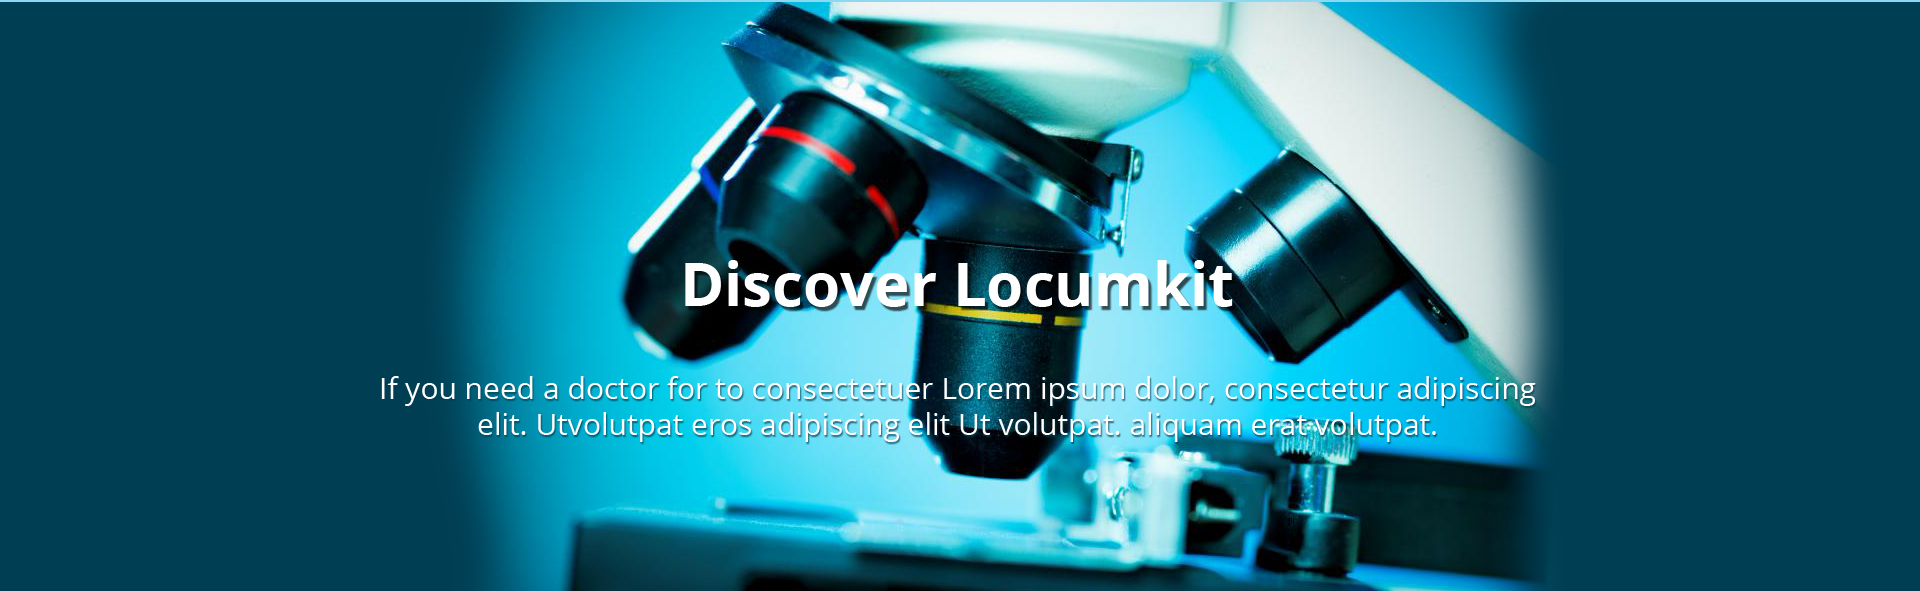 Discover Locumkit
If you need a doctor for to consectetuer Lorem ipsum dolor, consectetur adipiscing
elit. Utvolutpat eros adipiscing elit Ut volutpat. aliquam erat volutpat.